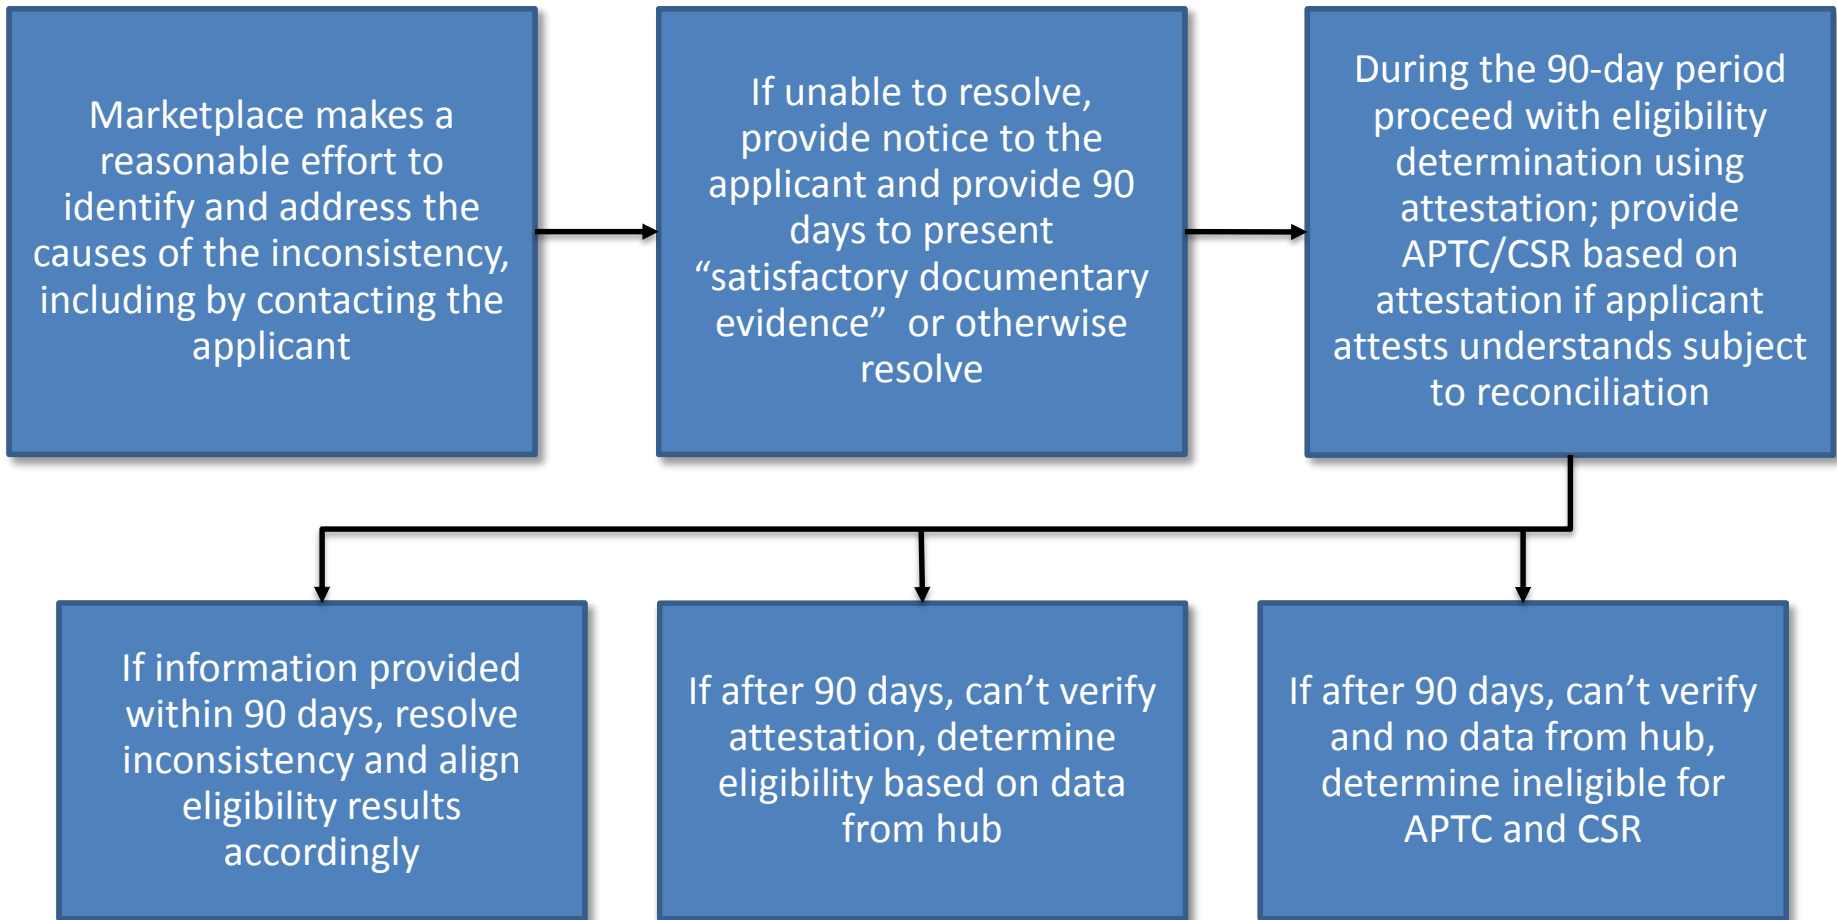 Marketplace makes a
reasonable effort to
identify and address the
causes of the inconsistency,
including by contacting the
applicant
If unable to resolve,
provide notice to the
applicant and provide 90
days to present
“satisfactory documentary
evidence”  or otherwise
resolve
During the 90-day period
proceed with eligibility
determination using
attestation; provide
APTC/CSR based on
attestation if applicant
attests understands subject
to reconciliation
If information provided
within 90 days, resolve
inconsistency and align
eligibility results
accordingly
If after 90 days, can’t verify
attestation, determine
eligibility based on data
from hub
If after 90 days, can’t verify
and no data from hub,
determine ineligible for
APTC and CSR